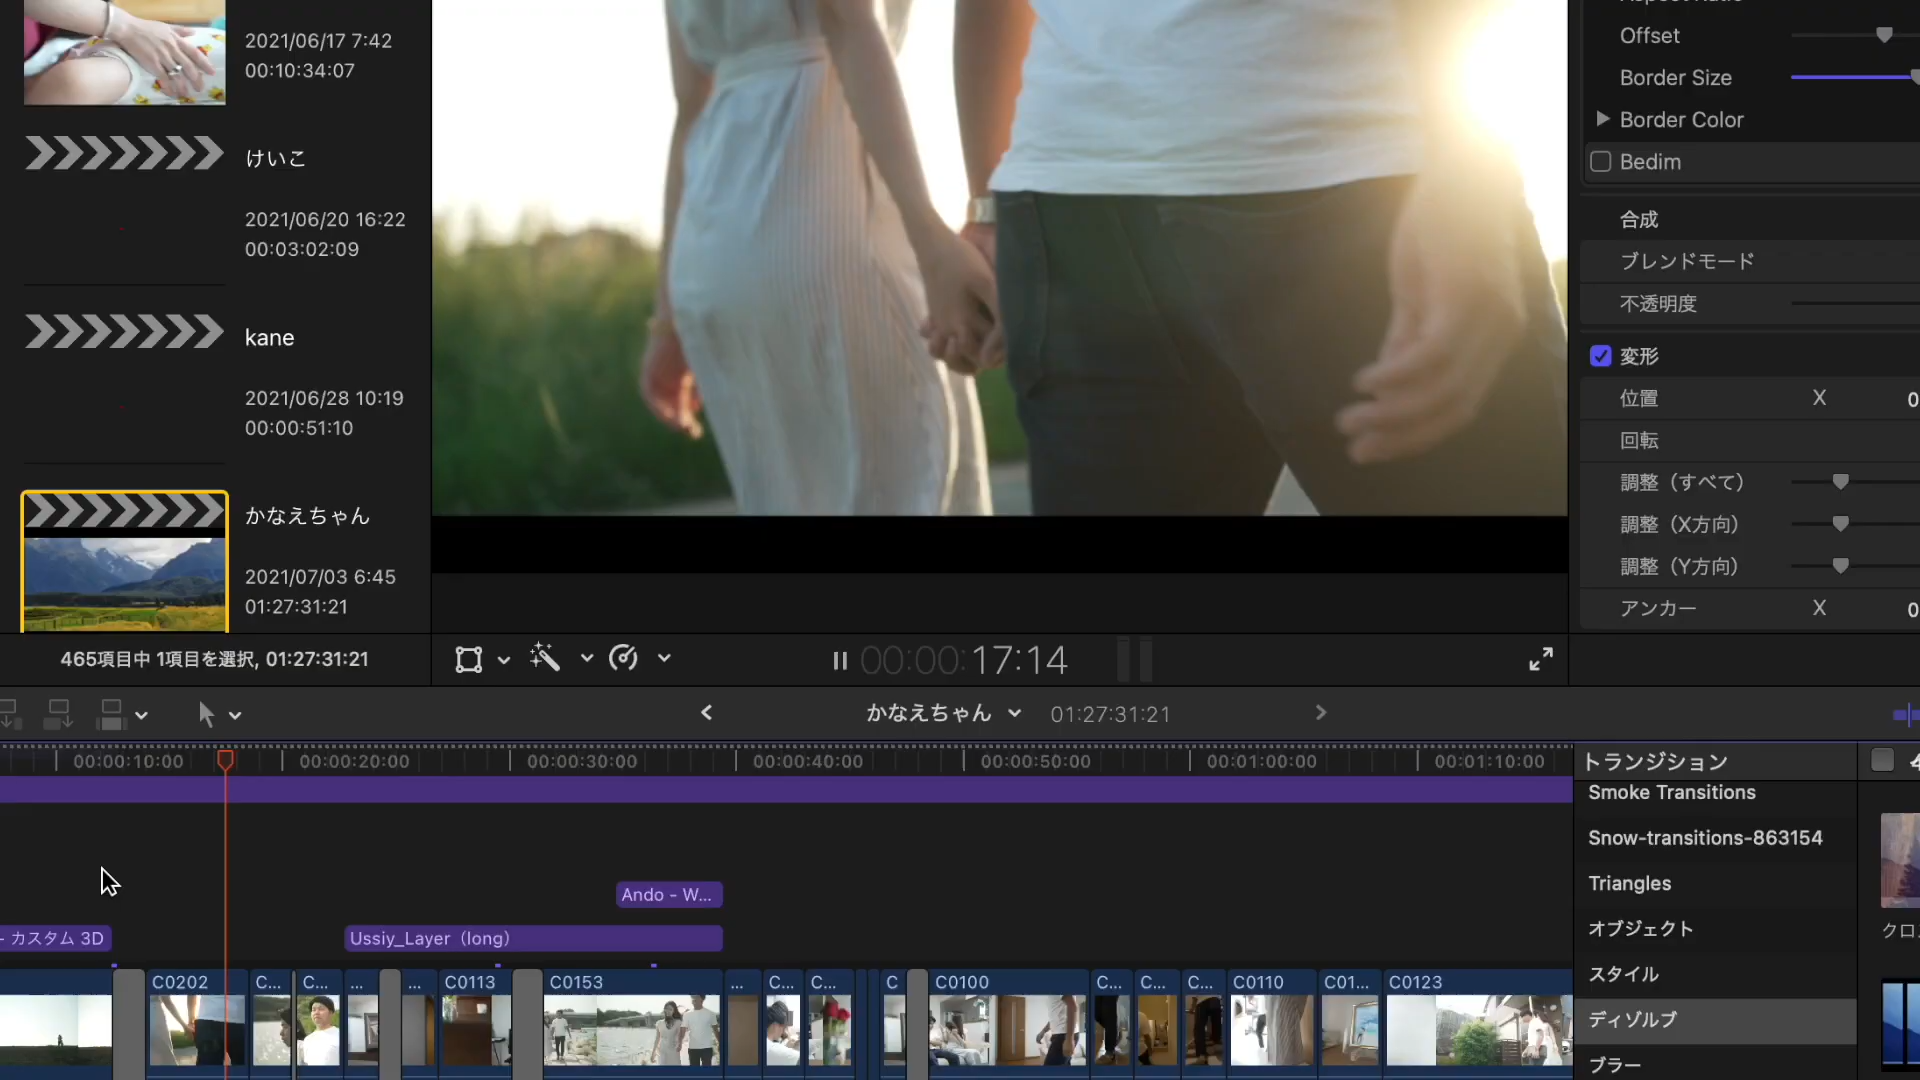 2021/06/17 7:42
00:10:34:07
けいこ
2021/06/20 16:22
00:03:02:09
kane
2021/06/28 10:19
00:00:51:10
かなえちゃん
2021/07/03 6:45
01:27:31:21
465項目中 1項目を選択, 01:27:31:21
00:00:17:14
Offset
Border Size
Border Color
Bedim
合成
ブレンドモード
不透明度
変形
位置 X 0
回転
調整（すべて）
調整（X方向）
調整（Y方向）
アンカー X 0
かなえちゃん 01:27:31:21
00:00:10:00 00:00:20:00 00:00:30:00 00:00:40:00 00:00:50:00 00:01:00:00 00:01:10:00
Ando - W...
- カスタム 3D
Ussiy_Layer（long）
C0202 C... C... ... ... C0113 C0153 ... C... C... C C0100 C... C... C... C0110 C01... C0123
トランジション
Smoke Transitions
Snow-transitions-863154
Triangles
オブジェクト
スタイル
ディゾルブ
ブラー
クロ